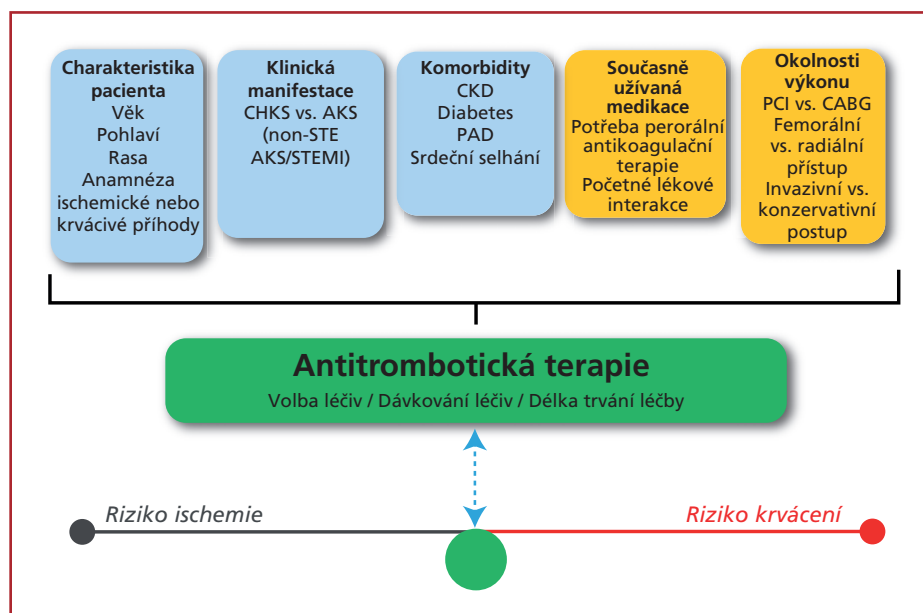 Charakteristika
pacienta
Věk
Pohlaví
Rasa
Anamnéza
ischemické nebo
krvácivé příhody
Klinická
manifestace
CHKS vs. AKS
(non-STE
AKS/STEMI)
Komorbidity
CKD
Diabetes
PAD
Srdeční selhání
Současně
užívaná
medikace
Potřeba perorální
antikoagulační
terapie
Početné lékové
interakce
Okolnosti
výkonu
PCI vs. CABG
Femorální
vs. radiální
přístup
Invazivní vs.
konzervativní
postup
Antitrombotická terapie
Volba léčiv / Dávkování léčiv / Délka trvání léčby
Riziko ischemie
Riziko krvácení